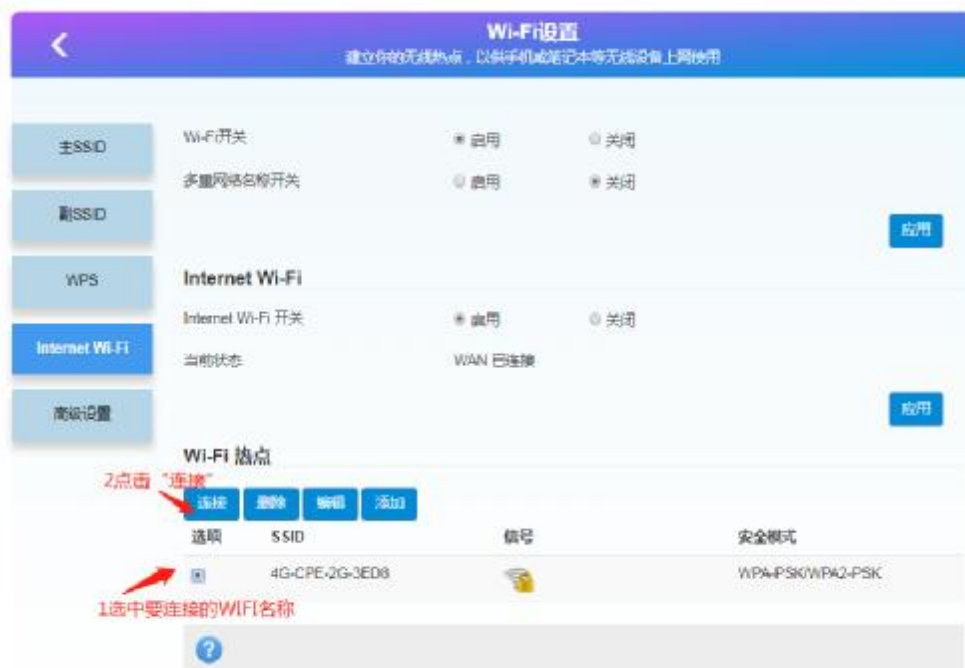 Wi-Fi设置
建立你的无线热点，以供手机或笔记本等无线设备上网使用
主SSID
Wi-Fi开关 启用 关闭
多重网络名称开关 启用 关闭
副SSID
应用
WPS
Internet Wi-Fi
Internet Wi-Fi 开关 启用 关闭
Internet Wi-Fi
当前状态 WAN 已连接
高级设置
应用
Wi-Fi 热点
2点击“连接”
连接 删除 编辑 添加
选项 SSID 信号 安全模式
4G-CPE-2G-3ED8 WPA-PSK/WPA2-PSK
1选中要连接的WIFI名称
?